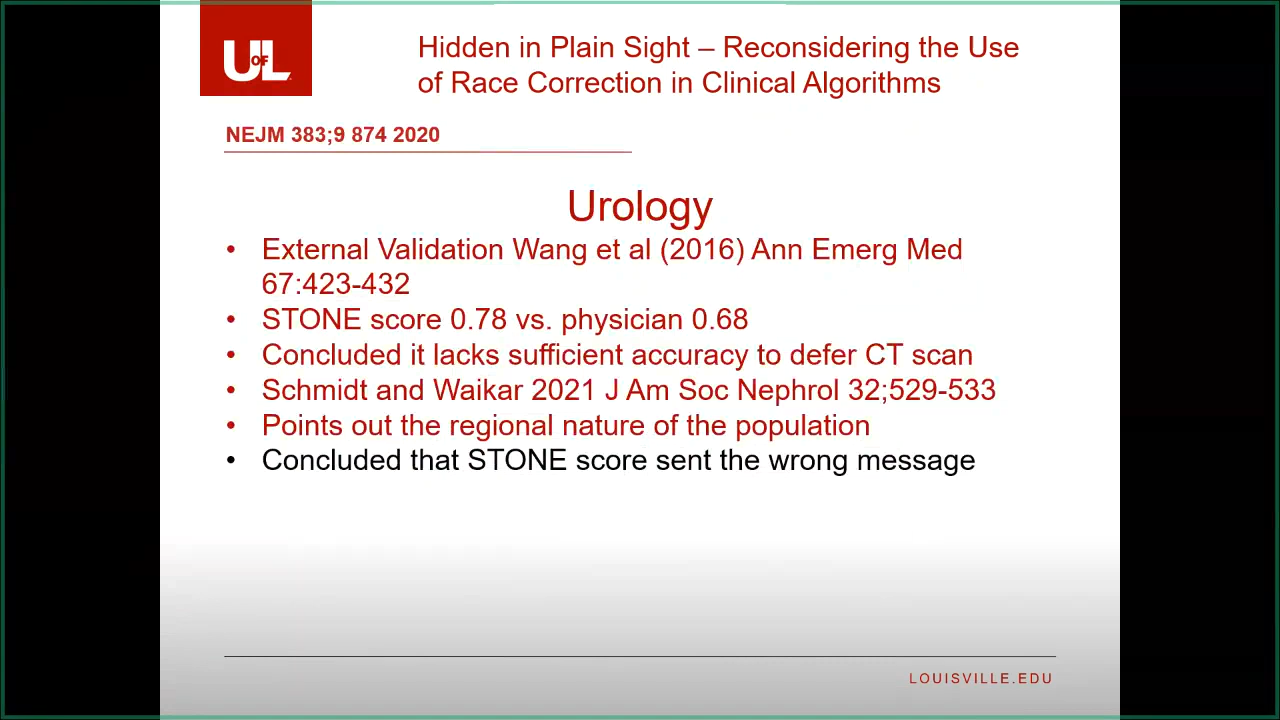 UOFL
Hidden in Plain Sight – Reconsidering the Use
of Race Correction in Clinical Algorithms
NEJM 383;9 874 2020
Urology
• External Validation Wang et al (2016) Ann Emerg Med
67:423-432
• STONE score 0.78 vs. physician 0.68
• Concluded it lacks sufficient accuracy to defer CT scan
• Schmidt and Waikar 2021 J Am Soc Nephrol 32;529-533
• Points out the regional nature of the population
• Concluded that STONE score sent the wrong message
LOUISVILLE.EDU